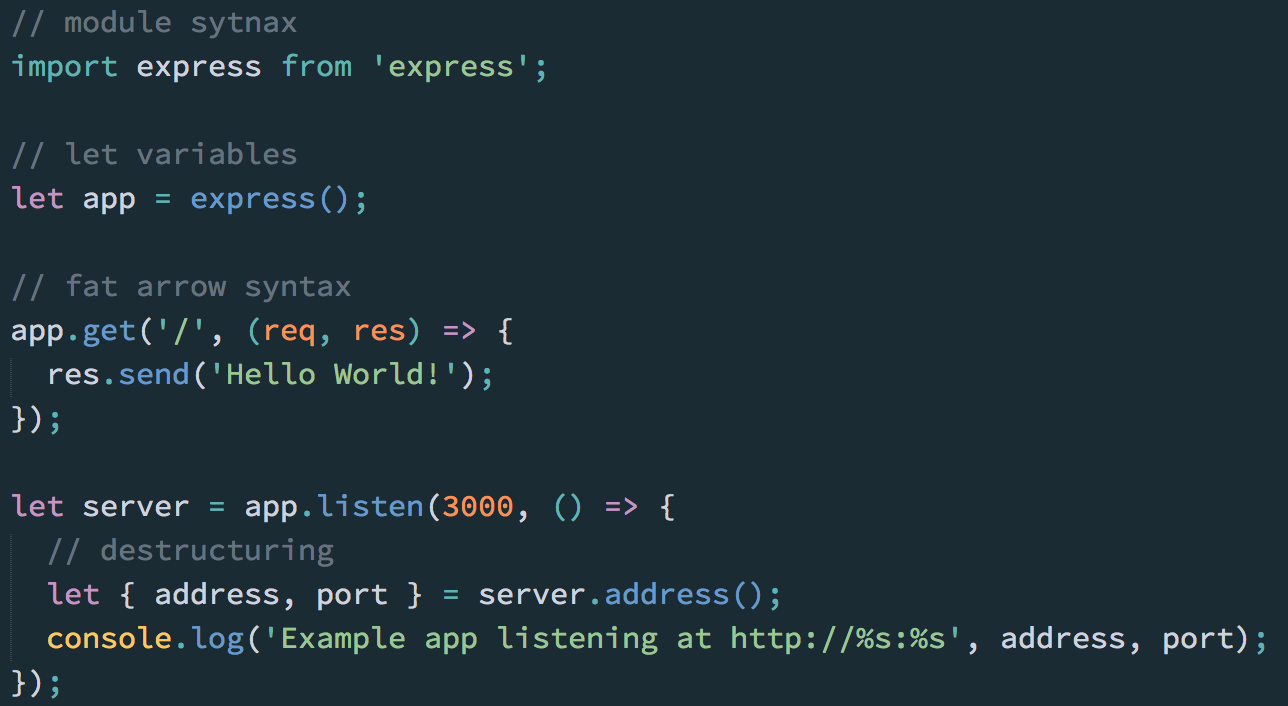 // module sytnax
import express from 'express';
// let variables
let app = express();
// fat arrow syntax
app.get('/', (req, res) => {
  res.send('Hello World!');
});
let server = app.listen(3000, () => {
  // destructuring
  let { address, port } = server.address();
  console.log('Example app listening at http://%s:%s', address, port);
});